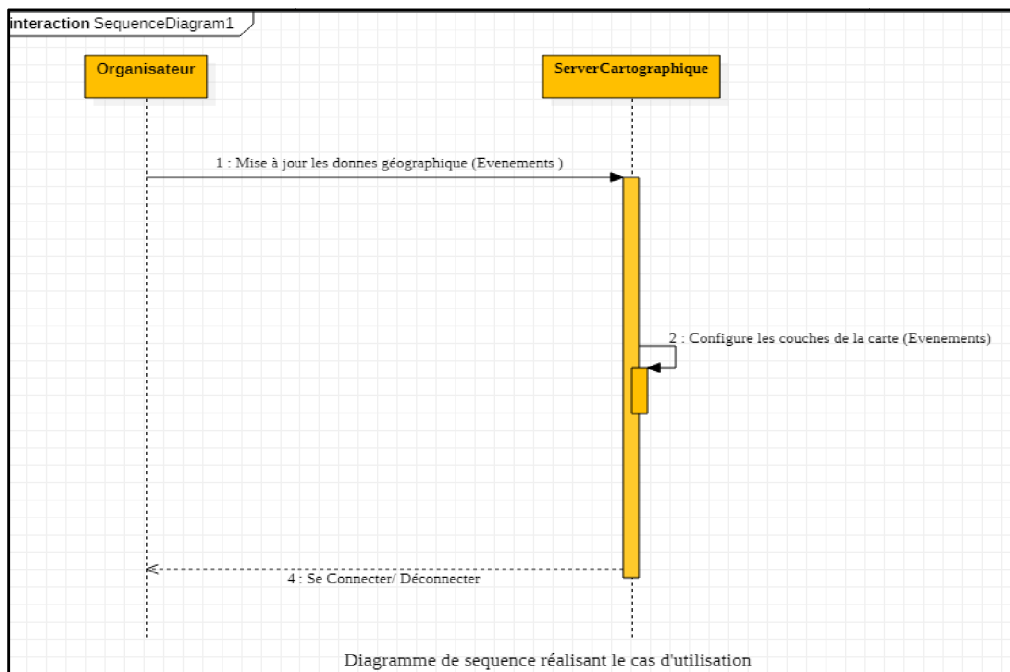 interaction SequenceDiagram1
Organisateur
ServerCartographique
1 : Mise à jour les donnes géographique (Evenements )
2 : Configure les couches de la carte (Evenements)
4 : Se Connecter/ Déconnecter
Diagramme de sequence réalisant le cas d'utilisation